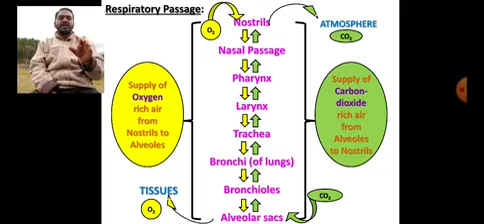 Respiratory Passage:
Nostrils
O₂
ATMOSPHERE
CO₂
Nasal Passage
Pharynx
Larynx
Trachea
Bronchi (of lungs)
Bronchioles
Alveolar sacs
Supply of
Oxygen
rich air
from
Nostrils to
Alveoles
TISSUES
O₂
Supply of
Carbon-
dioxide
rich air
from
Alveoles
to Nostrils
CO₂